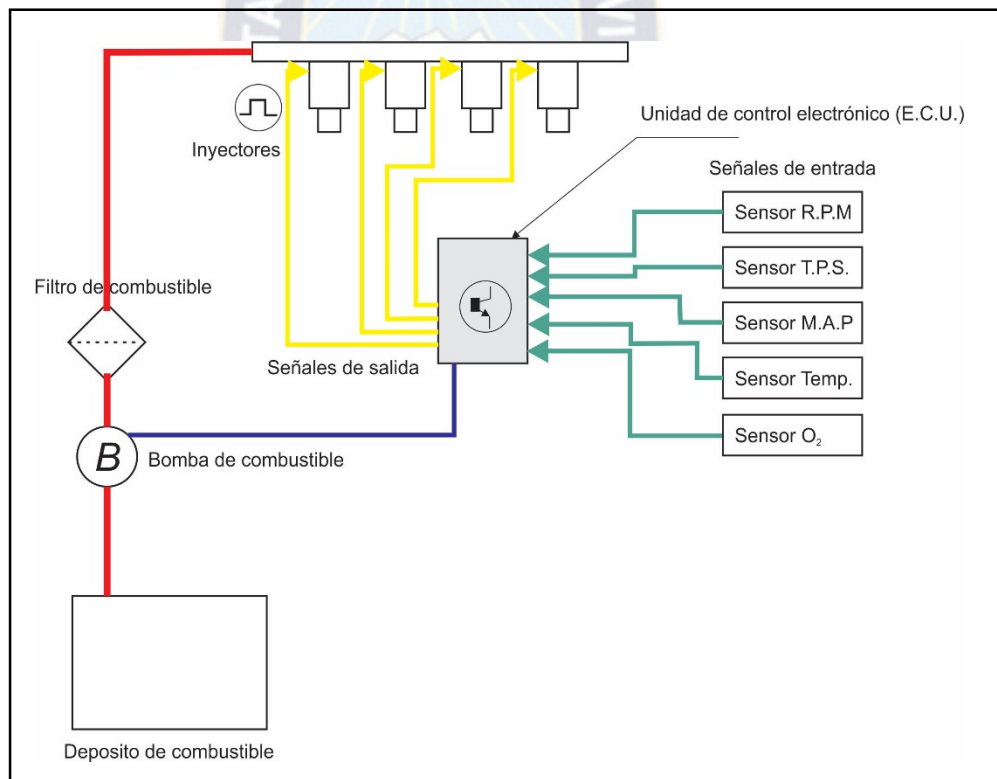 Unidad de control electrónico (E.C.U.)
Inyectores
Señales de entrada
Sensor R.P.M
Sensor T.P.S.
Filtro de combustible
Sensor M.A.P
Señales de salida
Sensor Temp.
Sensor O₂
B
Bomba de combustible
Deposito de combustible